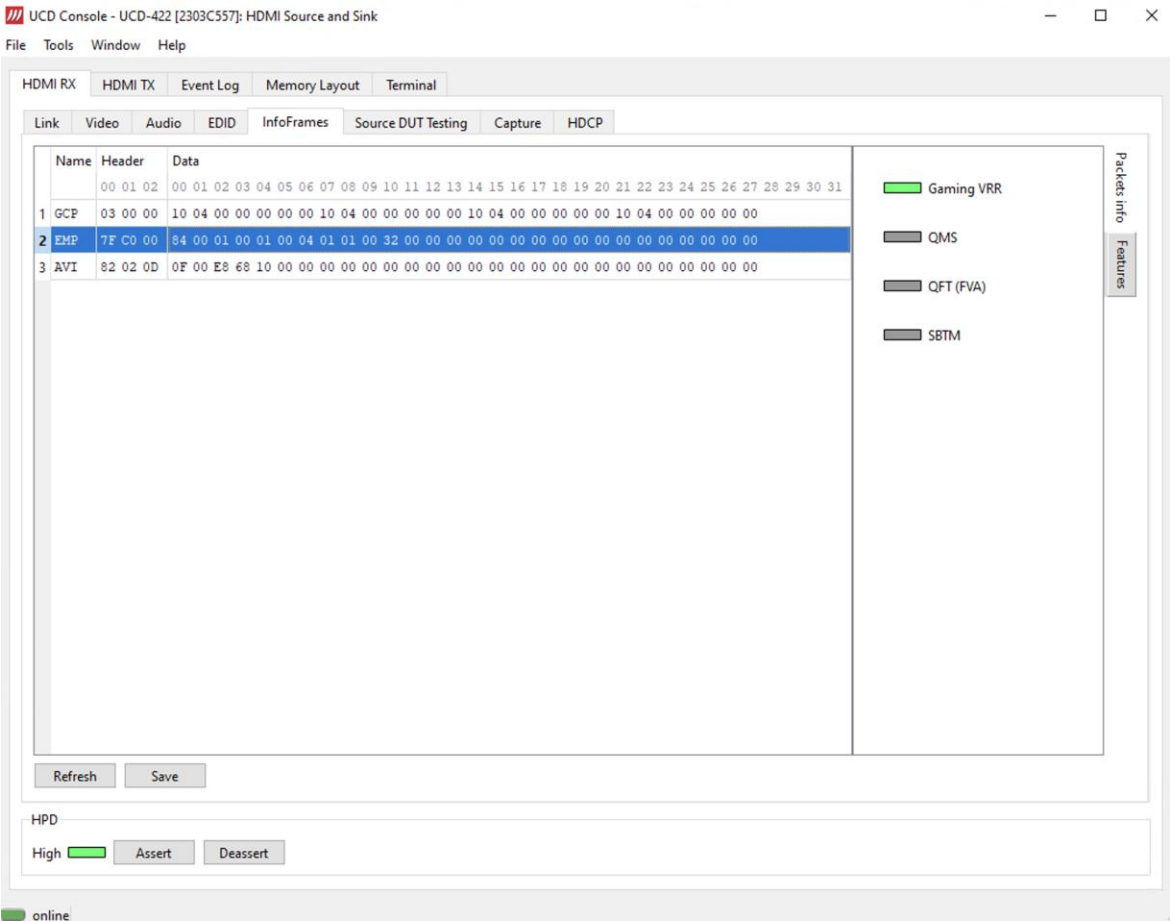 UCD Console - UCD-422 [2303C557]: HDMI Source and Sink
File Tools Window Help
HDMI RX HDMI TX Event Log Memory Layout Terminal
Link Video Audio EDID InfoFrames Source DUT Testing Capture HDCP
Name Header Data
00 01 02 00 01 02 03 04 05 06 07 08 09 10 11 12 13 14 15 16 17 18 19 20 21 22 23 24 25 26 27 28 29 30 31
1 GCP 03 00 00 10 04 00 00 00 00 00 10 04 00 00 00 00 00 10 04 00 00 00 00 00 10 04 00 00 00 00 00
2 EMP 7F C0 00 84 00 01 00 01 00 04 01 01 00 32 00 00 00 00 00 00 00 00 00 00 00 00 00 00 00 00 00
3 AVI 82 02 0D 0F 00 E8 68 10 00 00 00 00 00 00 00 00 00 00 00 00 00 00 00 00 00 00 00 00 00 00 00
Gaming VRR
QMS
QFT (FVA)
SBTM
Packets info
Features
Refresh Save
HPD
High Assert Deassert
online